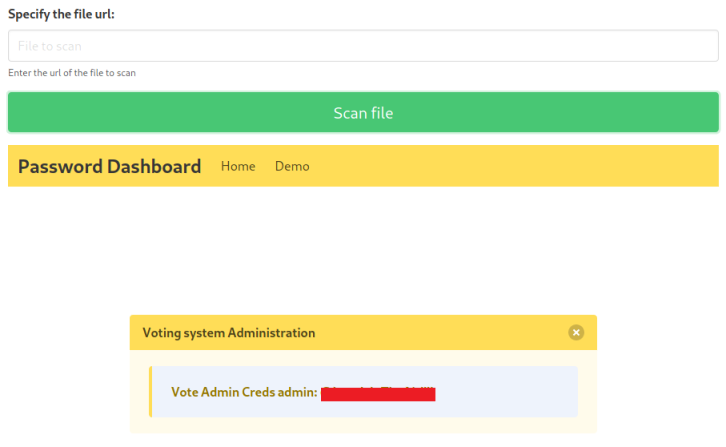 Specify the file url:
File to scan
Enter the url of the file to scan
Scan file
Password Dashboard Home Demo
Voting system Administration
Vote Admin Creds admin: